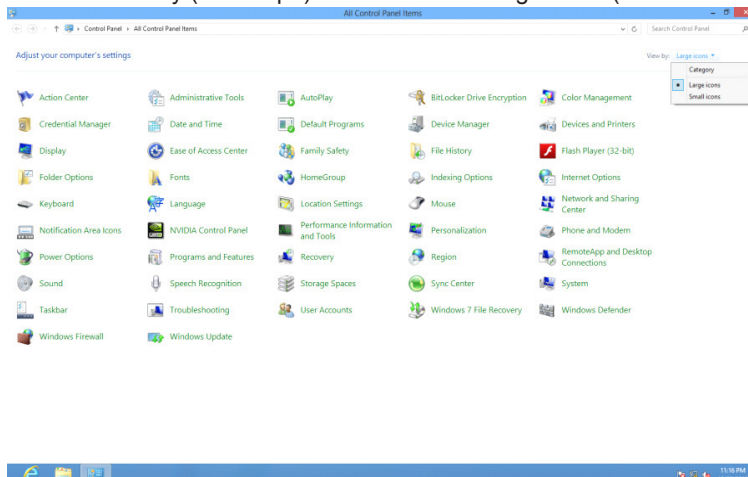 All Control Panel Items
Control Panel › All Control Panel Items
Search Control Panel
Adjust your computer's settings
View by: Large icons
Category
Large icons
Small icons
Action Center
Administrative Tools
AutoPlay
BitLocker Drive Encryption
Color Management
Credential Manager
Date and Time
Default Programs
Device Manager
Devices and Printers
Display
Ease of Access Center
Family Safety
File History
Flash Player (32-bit)
Folder Options
Fonts
HomeGroup
Indexing Options
Internet Options
Keyboard
Language
Location Settings
Mouse
Network and Sharing
Center
Notification Area Icons
NVIDIA Control Panel
Performance Information
and Tools
Personalization
Phone and Modem
Power Options
Programs and Features
Recovery
Region
RemoteApp and Desktop
Connections
Sound
Speech Recognition
Storage Spaces
Sync Center
System
Taskbar
Troubleshooting
User Accounts
Windows 7 File Recovery
Windows Defender
Windows Firewall
Windows Update
11:16 PM